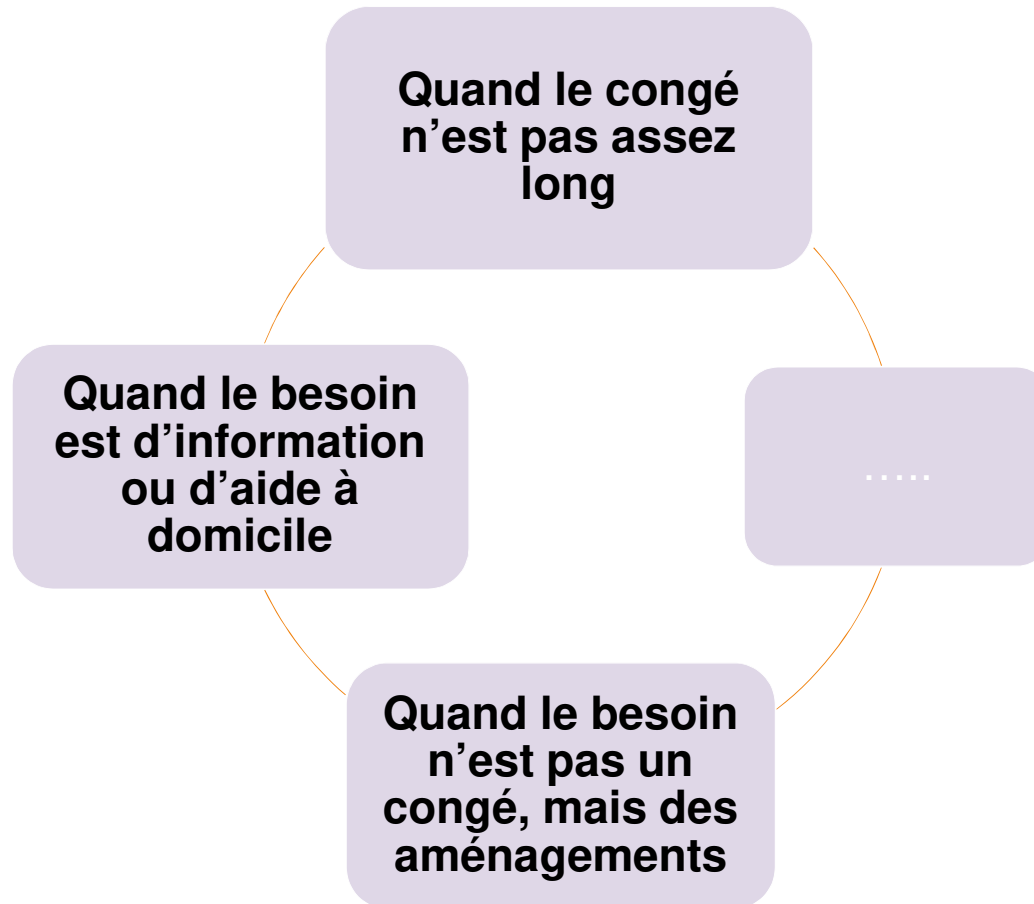 Quand le congé
n’est pas assez
long
Quand le besoin
est d’information
ou d’aide à
domicile
.....
Quand le besoin
n’est pas un
congé, mais des
aménagements